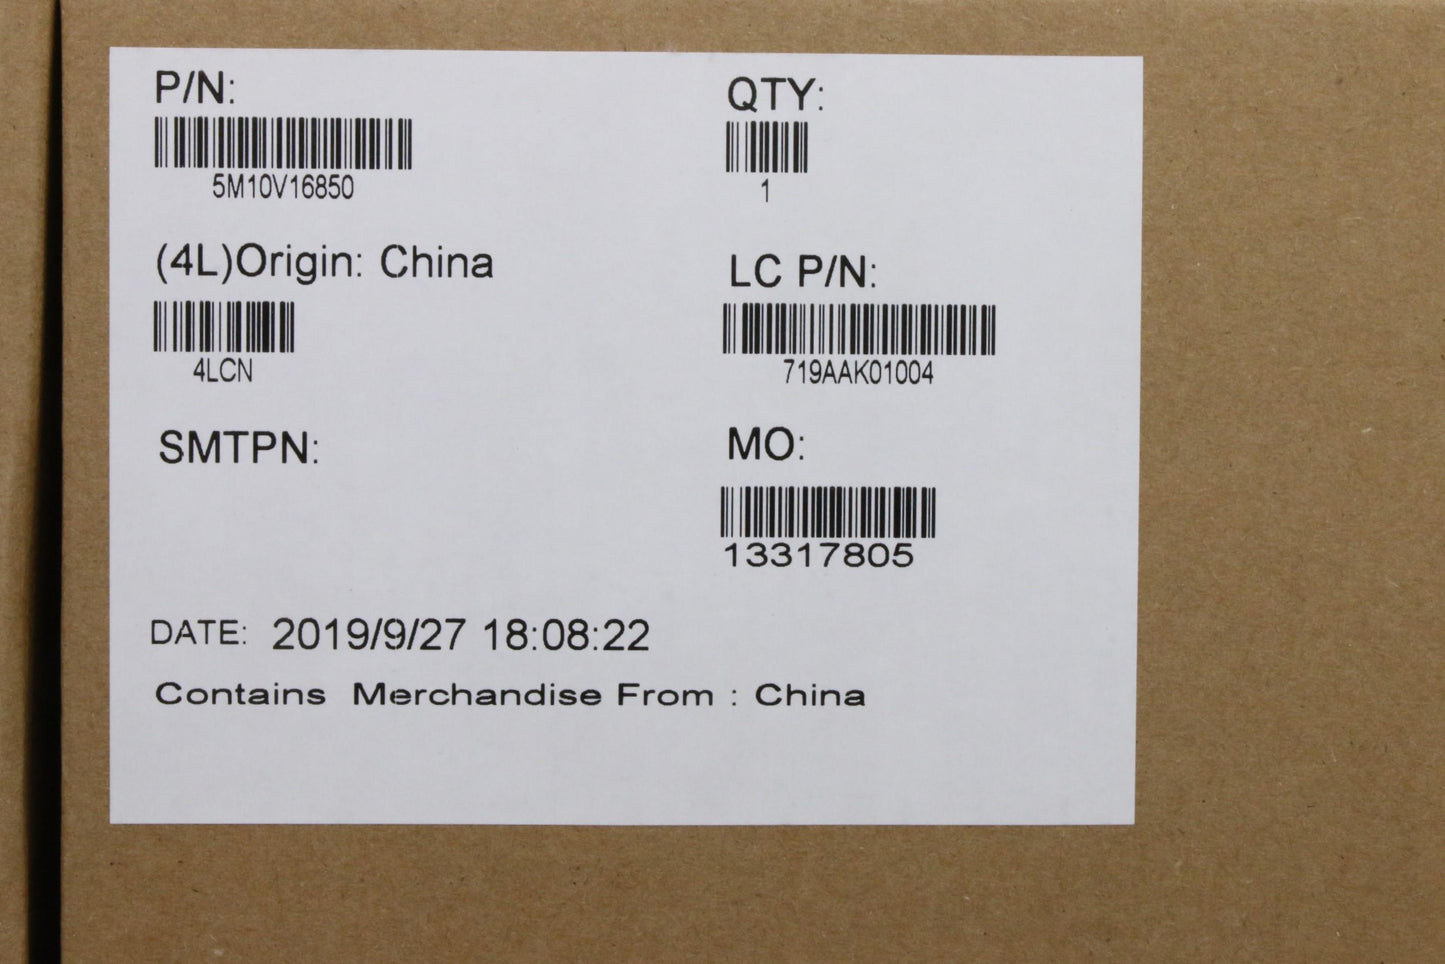 P/N:
5M10V16850
QTY:
1
(4L)Origin: China
4LCN
LC P/N:
719AAK01004
SMTPN:
MO:
13317805
DATE: 2019/9/27 18:08:22
Contains Merchandise From : China